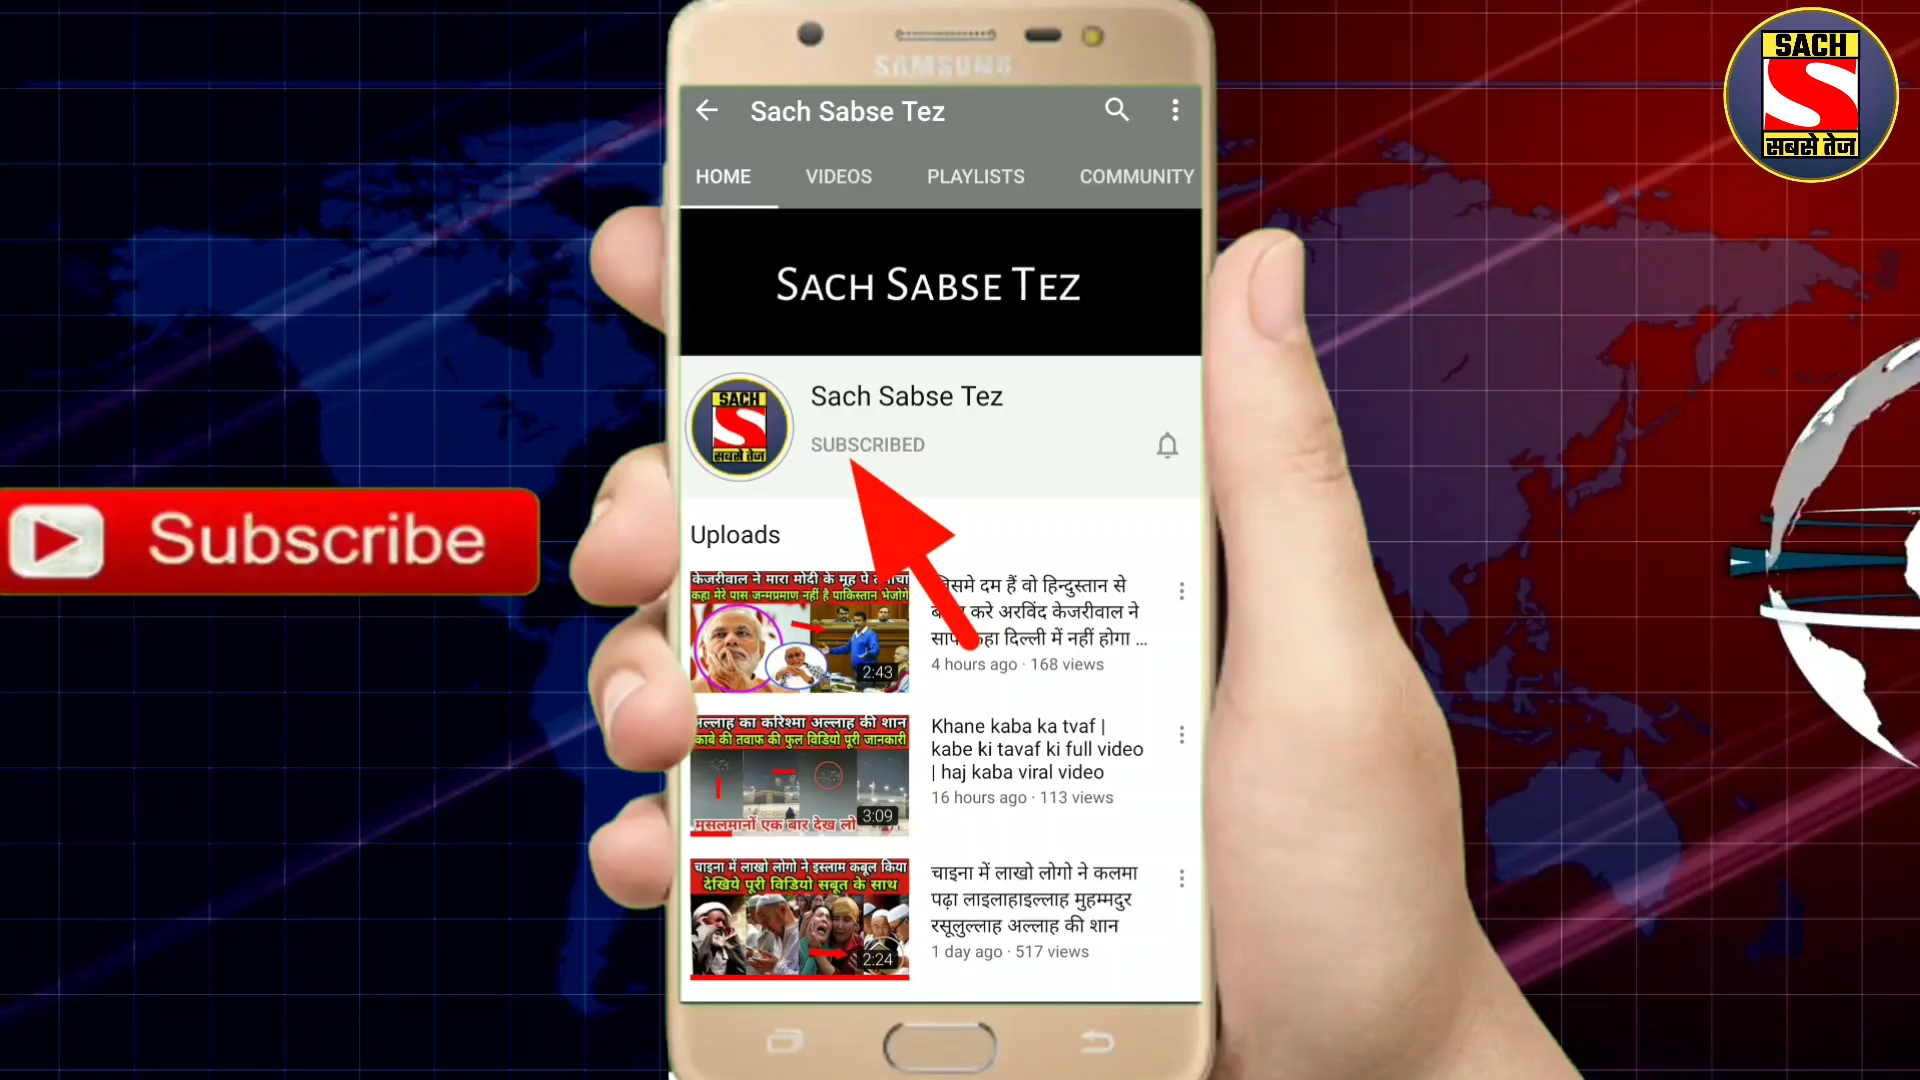 SACH
सबसे तेज
SAMSUNG
Sach Sabse Tez
HOME VIDEOS PLAYLISTS COMMUNITY
SACH SABSE TEZ
SACH
सबसे तेज
Sach Sabse Tez
SUBSCRIBED
Subscribe
Uploads
केजरीवाल ने मारा मोदी के मूह पे
कहा मेरे पास जन्मप्रमाण नहीं है पाकिस्तान भेजोगे
2:43
दम हैं वो हिन्दुस्तान से
करे अरविंद केजरीवाल ने
कहा दिल्ली में नहीं होगा ...
4 hours ago · 168 views
अल्लाह का करिश्मा अल्लाह की शान
काबे की तवाफ की फुल विडियो पूरी जानकारी
मुसलमानों एक बार देख लो
3:09
Khane kaba ka tvaf |
kabe ki tavaf ki full video
| haj kaba viral video
16 hours ago · 113 views
चाइना में लाखो लोगो ने इस्लाम कबूल किया
देखिये पूरी विडियो सबूत के साथ
2:24
चाइना में लाखो लोगो ने कलमा
पढ़ा लाइलाहाइल्लाह मुहम्मदुर
रसूलुल्लाह अल्लाह की शान
1 day ago · 517 views